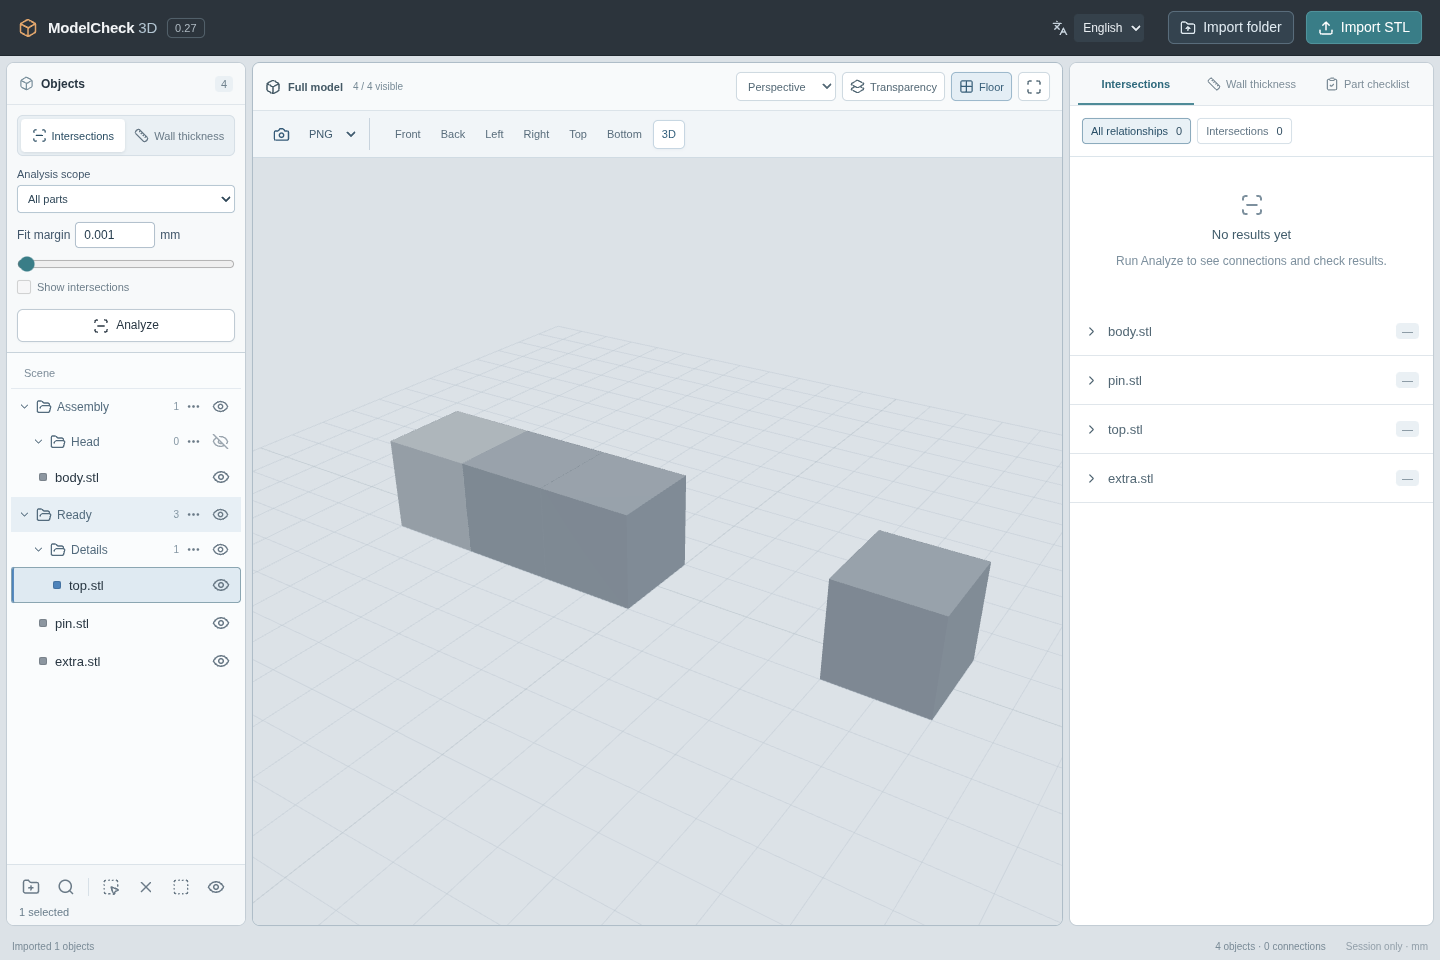 ModelCheck 3D 0.27
English
Import folder
Import STL
Objects 4
Intersections
Wall thickness
Analysis scope
All parts
Fit margin 0.001 mm
Show intersections
Analyze
Scene
Assembly 1
Head 0
body.stl
Ready 3
Details 1
top.stl
pin.stl
extra.stl
1 selected
Full model 4 / 4 visible
Perspective
Transparency
Floor
PNG
Front
Back
Left
Right
Top
Bottom
3D
Intersections
Wall thickness
Part checklist
All relationships 0
Intersections 0
No results yet
Run Analyze to see connections and check results.
body.stl —
pin.stl —
top.stl —
extra.stl —
Imported 1 objects
4 objects · 0 connections
Session only · mm